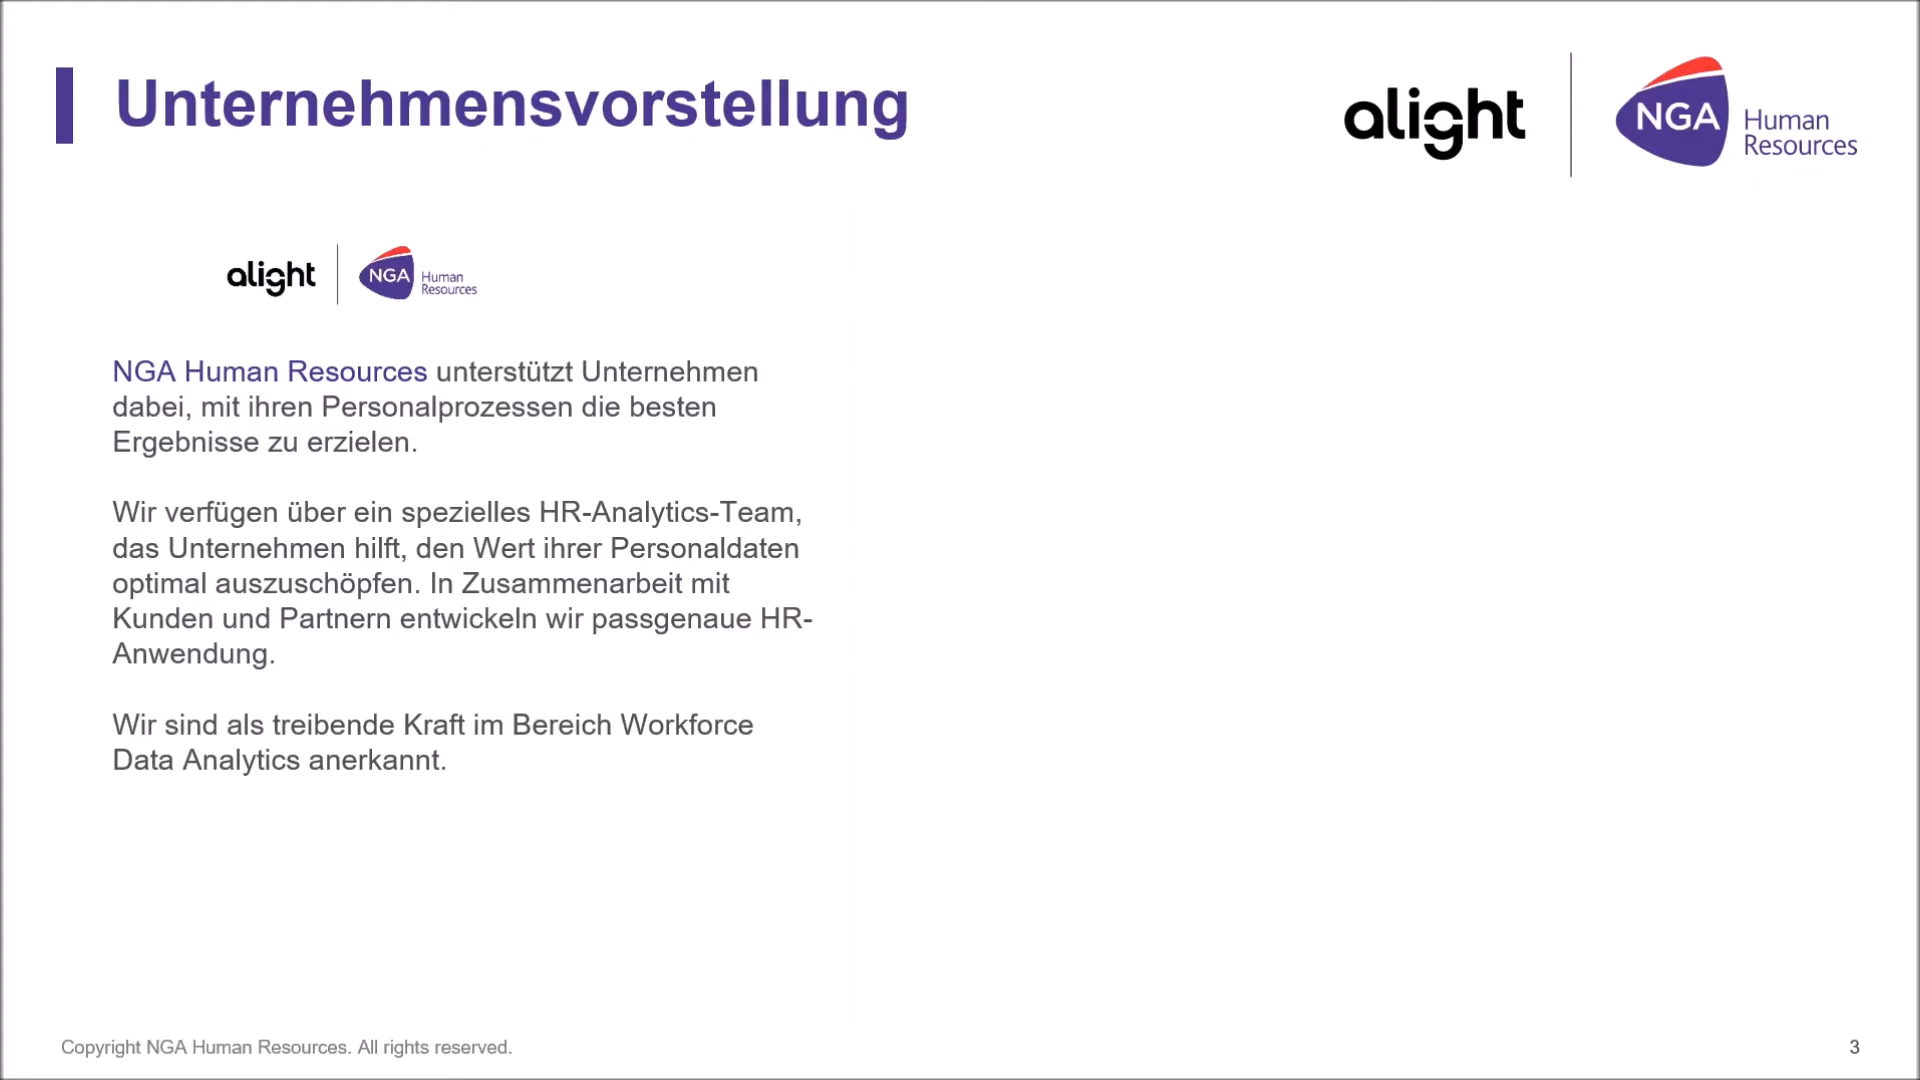 Unternehmensvorstellung
alight
NGA Human
Resources
alight
NGA Human
Resources
NGA Human Resources unterstützt Unternehmen
dabei, mit ihren Personalprozessen die besten
Ergebnisse zu erzielen.
Wir verfügen über ein spezielles HR-Analytics-Team,
das Unternehmen hilft, den Wert ihrer Personaldaten
optimal auszuschöpfen. In Zusammenarbeit mit
Kunden und Partnern entwickeln wir passgenaue HR-
Anwendung.
Wir sind als treibende Kraft im Bereich Workforce
Data Analytics anerkannt.
Copyright NGA Human Resources. All rights reserved.
3